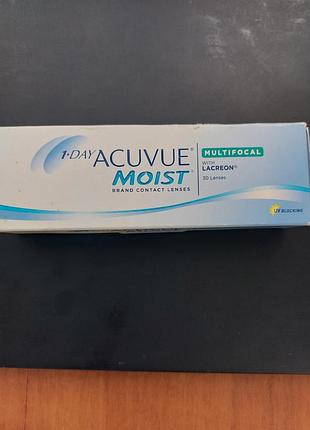 1·DAY ACUVUE®
MOIST®
BRAND CONTACT LENSES
MULTIFOCAL
WITH
LACREON®
30 Lenses
UV BLOCKING